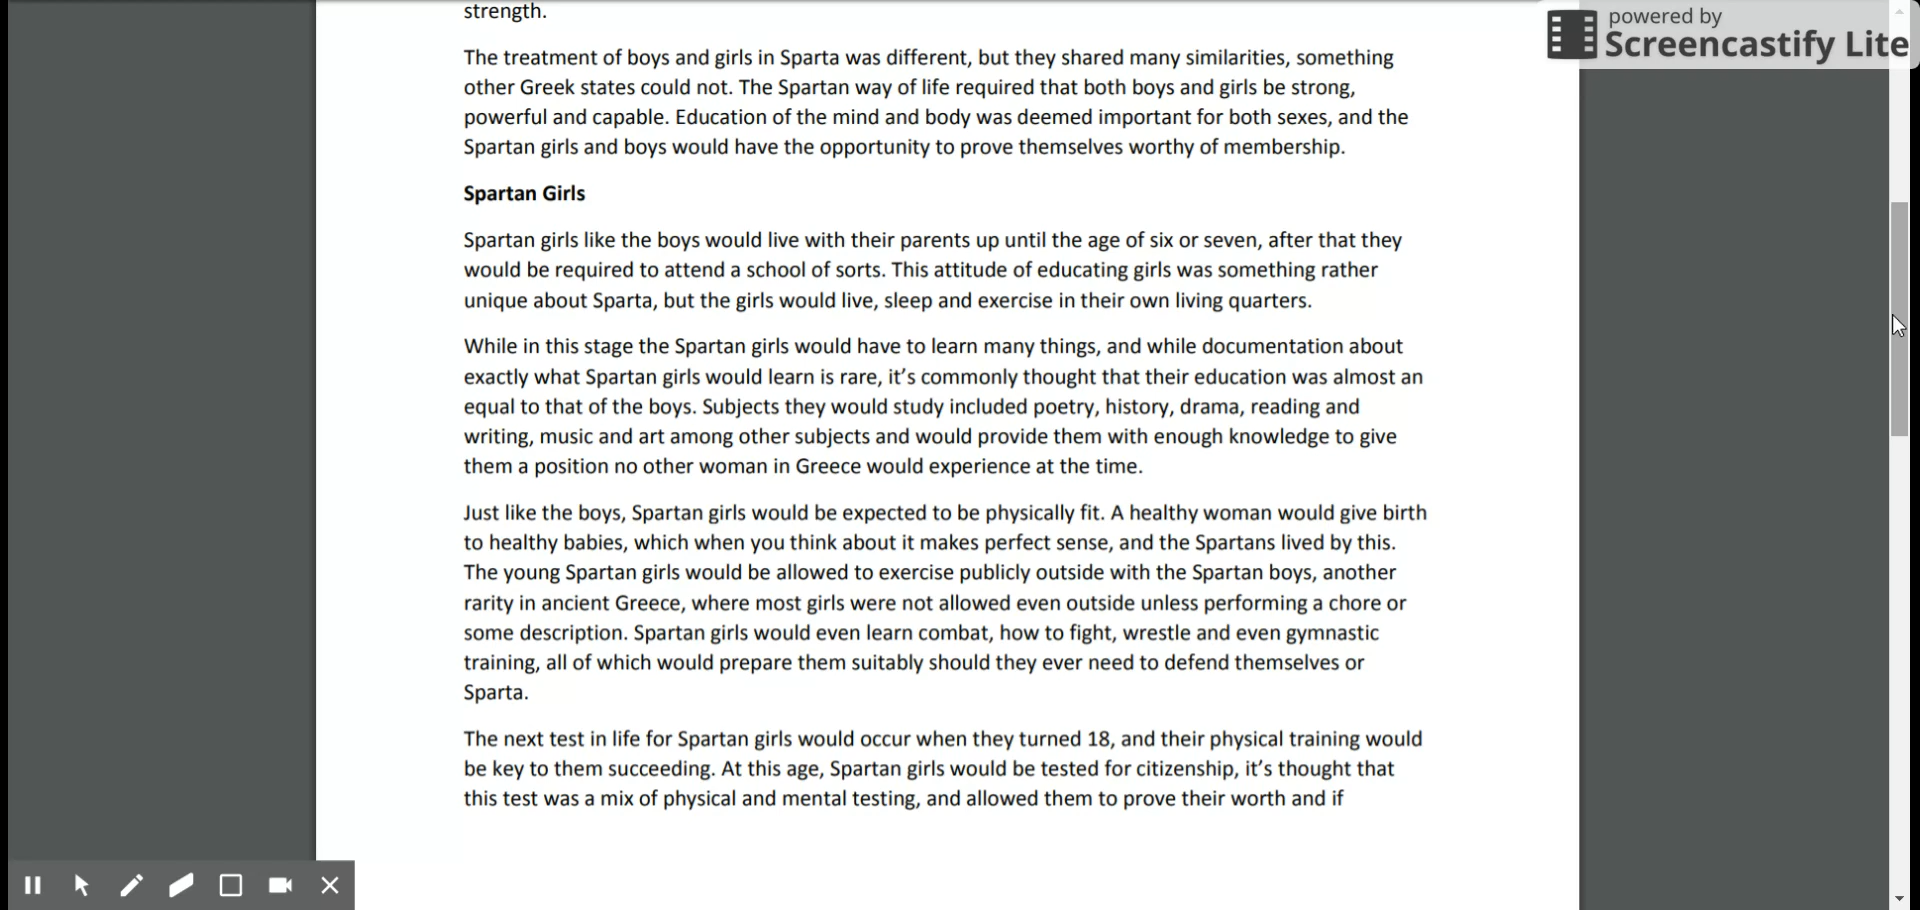 strength.
powered by
Screencastify Lite
The treatment of boys and girls in Sparta was different, but they shared many similarities, something
other Greek states could not. The Spartan way of life required that both boys and girls be strong,
powerful and capable. Education of the mind and body was deemed important for both sexes, and the
Spartan girls and boys would have the opportunity to prove themselves worthy of membership.
Spartan Girls
Spartan girls like the boys would live with their parents up until the age of six or seven, after that they
would be required to attend a school of sorts. This attitude of educating girls was something rather
unique about Sparta, but the girls would live, sleep and exercise in their own living quarters.
While in this stage the Spartan girls would have to learn many things, and while documentation about
exactly what Spartan girls would learn is rare, it’s commonly thought that their education was almost an
equal to that of the boys. Subjects they would study included poetry, history, drama, reading and
writing, music and art among other subjects and would provide them with enough knowledge to give
them a position no other woman in Greece would experience at the time.
Just like the boys, Spartan girls would be expected to be physically fit. A healthy woman would give birth
to healthy babies, which when you think about it makes perfect sense, and the Spartans lived by this.
The young Spartan girls would be allowed to exercise publicly outside with the Spartan boys, another
rarity in ancient Greece, where most girls were not allowed even outside unless performing a chore or
some description. Spartan girls would even learn combat, how to fight, wrestle and even gymnastic
training, all of which would prepare them suitably should they ever need to defend themselves or
Sparta.
The next test in life for Spartan girls would occur when they turned 18, and their physical training would
be key to them succeeding. At this age, Spartan girls would be tested for citizenship, it’s thought that
this test was a mix of physical and mental testing, and allowed them to prove their worth and if